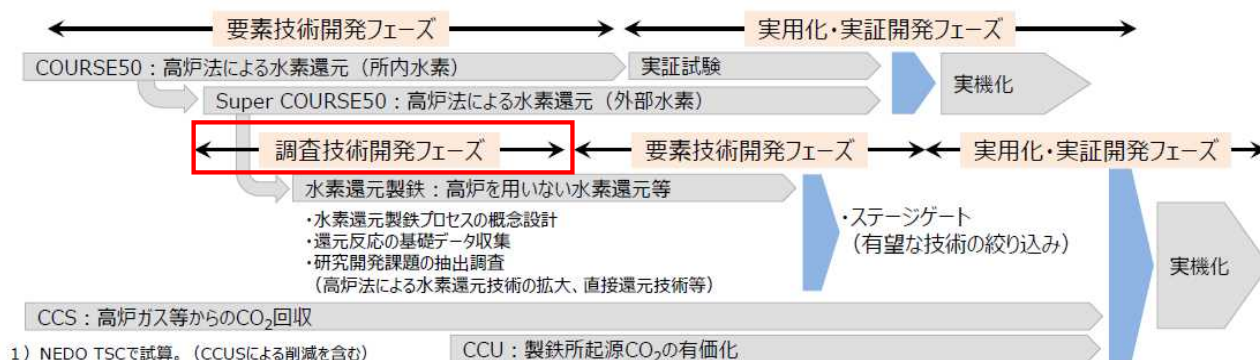 要素技術開発フェーズ
実用化・実証開発フェーズ
COURSE50：高炉法による水素還元（所内水素）
実証試験
実機化
Super COURSE50：高炉法による水素還元（外部水素）
調査技術開発フェーズ
要素技術開発フェーズ
実用化・実証開発フェーズ
水素還元製鉄：高炉を用いない水素還元等
・水素還元製鉄プロセスの概念設計
・還元反応の基礎データ収集
・研究開発課題の抽出調査
（高炉法による水素還元技術の拡大、直接還元技術等）
・ステージゲート
（有望な技術の絞り込み）
実機化
CCS：高炉ガス等からのCO₂回収
CCU：製鉄所起源CO₂の有価化
1）NEDO TSCで試算。（CCUSによる削減を含む）